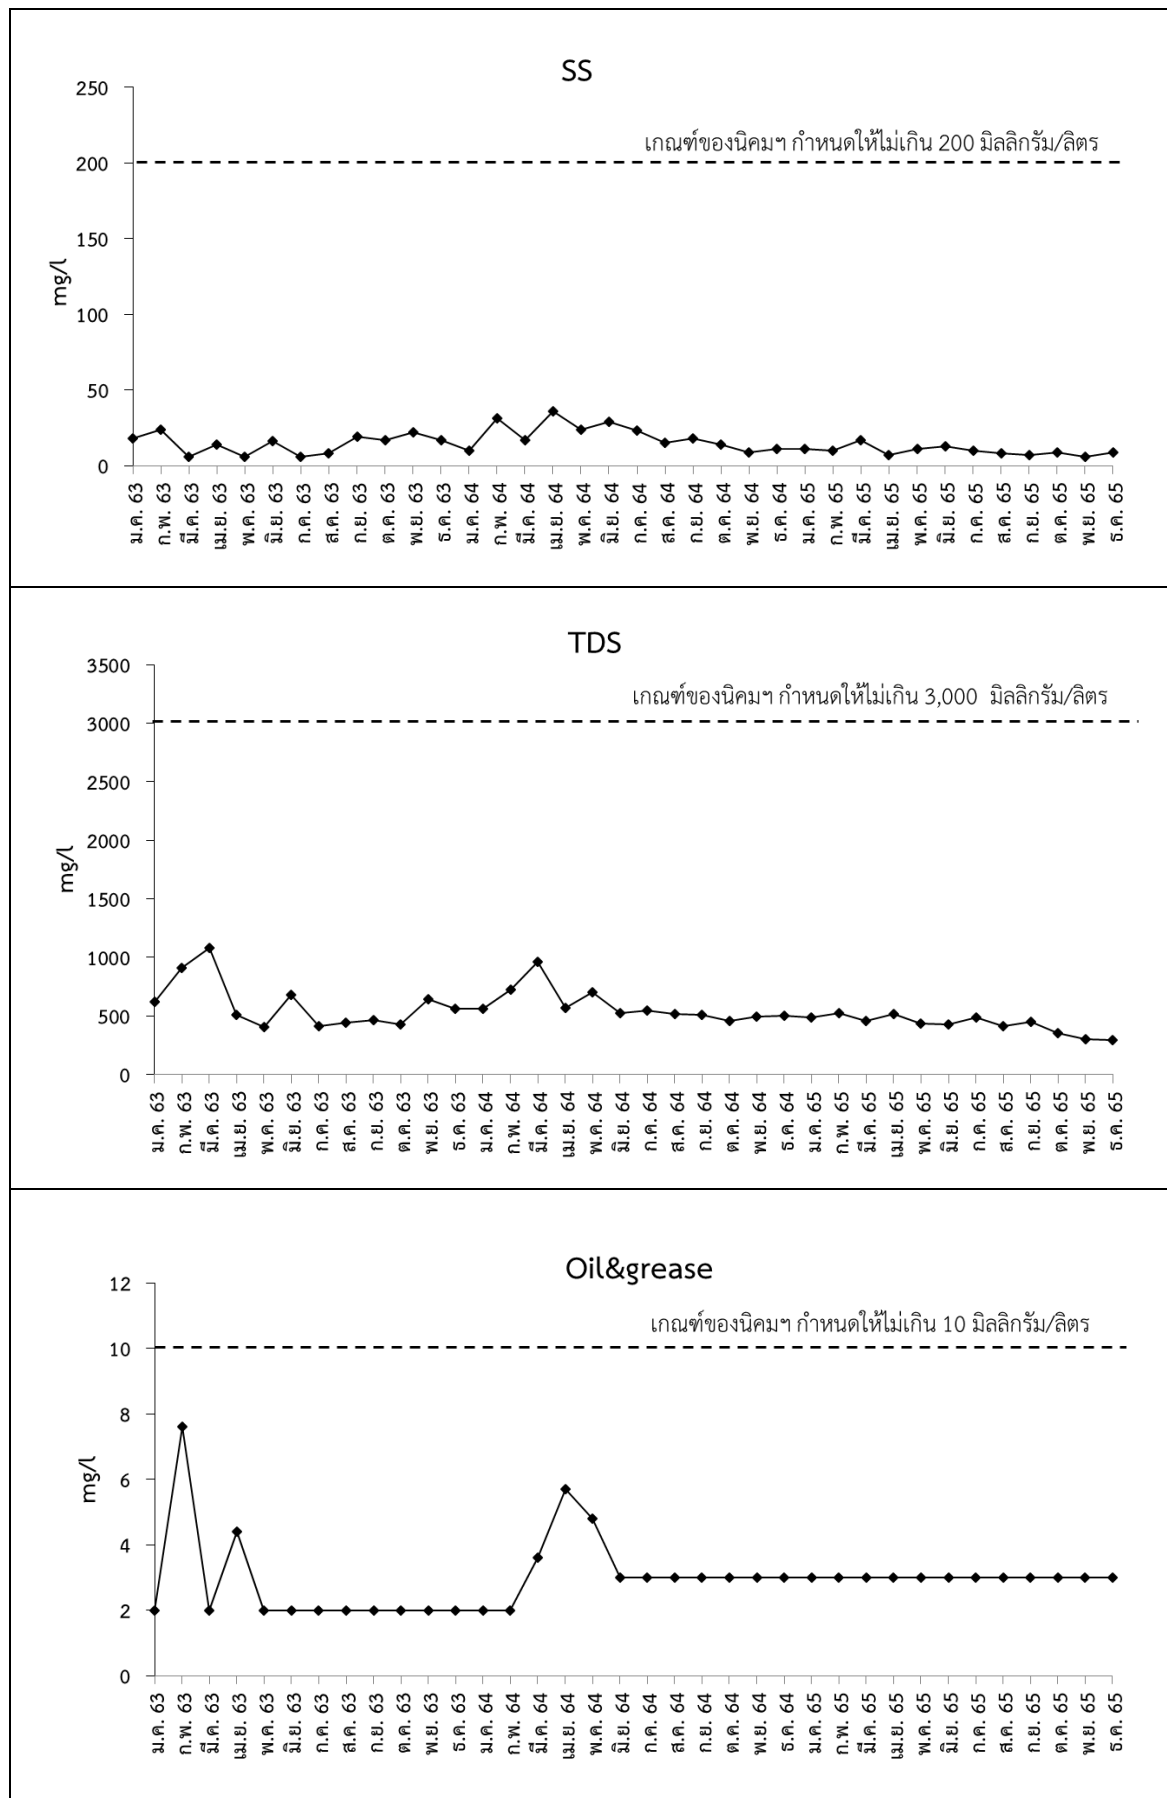 SS
250
เกณฑ์ของนิคมฯ กำหนดให้ไม่เกิน 200 มิลลิกรัม/ลิตร
200
150
mg/l
100
50
0
ม.ค. 63 ก.พ. 63 มี.ค. 63 เม.ย. 63 พ.ค. 63 มิ.ย. 63 ก.ค. 63 ส.ค. 63 ก.ย. 63 ต.ค. 63 พ.ย. 63 ธ.ค. 63 ม.ค. 64 ก.พ. 64 มี.ค. 64 เม.ย. 64 พ.ค. 64 มิ.ย. 64 ก.ค. 64 ส.ค. 64 ก.ย. 64 ต.ค. 64 พ.ย. 64 ธ.ค. 64 ม.ค. 65 ก.พ. 65 มี.ค. 65 เม.ย. 65 พ.ค. 65 มิ.ย. 65 ก.ค. 65 ส.ค. 65 ก.ย. 65 ต.ค. 65 พ.ย. 65 ธ.ค. 65
TDS
3500
เกณฑ์ของนิคมฯ กำหนดให้ไม่เกิน 3,000 มิลลิกรัม/ลิตร
3000
2500
2000
mg/l
1500
1000
500
0
ม.ค. 63 ก.พ. 63 มี.ค. 63 เม.ย. 63 พ.ค. 63 มิ.ย. 63 ก.ค. 63 ส.ค. 63 ก.ย. 63 ต.ค. 63 พ.ย. 63 ธ.ค. 63 ม.ค. 64 ก.พ. 64 มี.ค. 64 เม.ย. 64 พ.ค. 64 มิ.ย. 64 ก.ค. 64 ส.ค. 64 ก.ย. 64 ต.ค. 64 พ.ย. 64 ธ.ค. 64 ม.ค. 65 ก.พ. 65 มี.ค. 65 เม.ย. 65 พ.ค. 65 มิ.ย. 65 ก.ค. 65 ส.ค. 65 ก.ย. 65 ต.ค. 65 พ.ย. 65 ธ.ค. 65
Oil&grease
12
เกณฑ์ของนิคมฯ กำหนดให้ไม่เกิน 10 มิลลิกรัม/ลิตร
10
8
6
mg/l
4
2
0
ม.ค. 63 ก.พ. 63 มี.ค. 63 เม.ย. 63 พ.ค. 63 มิ.ย. 63 ก.ค. 63 ส.ค. 63 ก.ย. 63 ต.ค. 63 พ.ย. 63 ธ.ค. 63 ม.ค. 64 ก.พ. 64 มี.ค. 64 เม.ย. 64 พ.ค. 64 มิ.ย. 64 ก.ค. 64 ส.ค. 64 ก.ย. 64 ต.ค. 64 พ.ย. 64 ธ.ค. 64 ม.ค. 65 ก.พ. 65 มี.ค. 65 เม.ย. 65 พ.ค. 65 มิ.ย. 65 ก.ค. 65 ส.ค. 65 ก.ย. 65 ต.ค. 65 พ.ย. 65 ธ.ค. 65